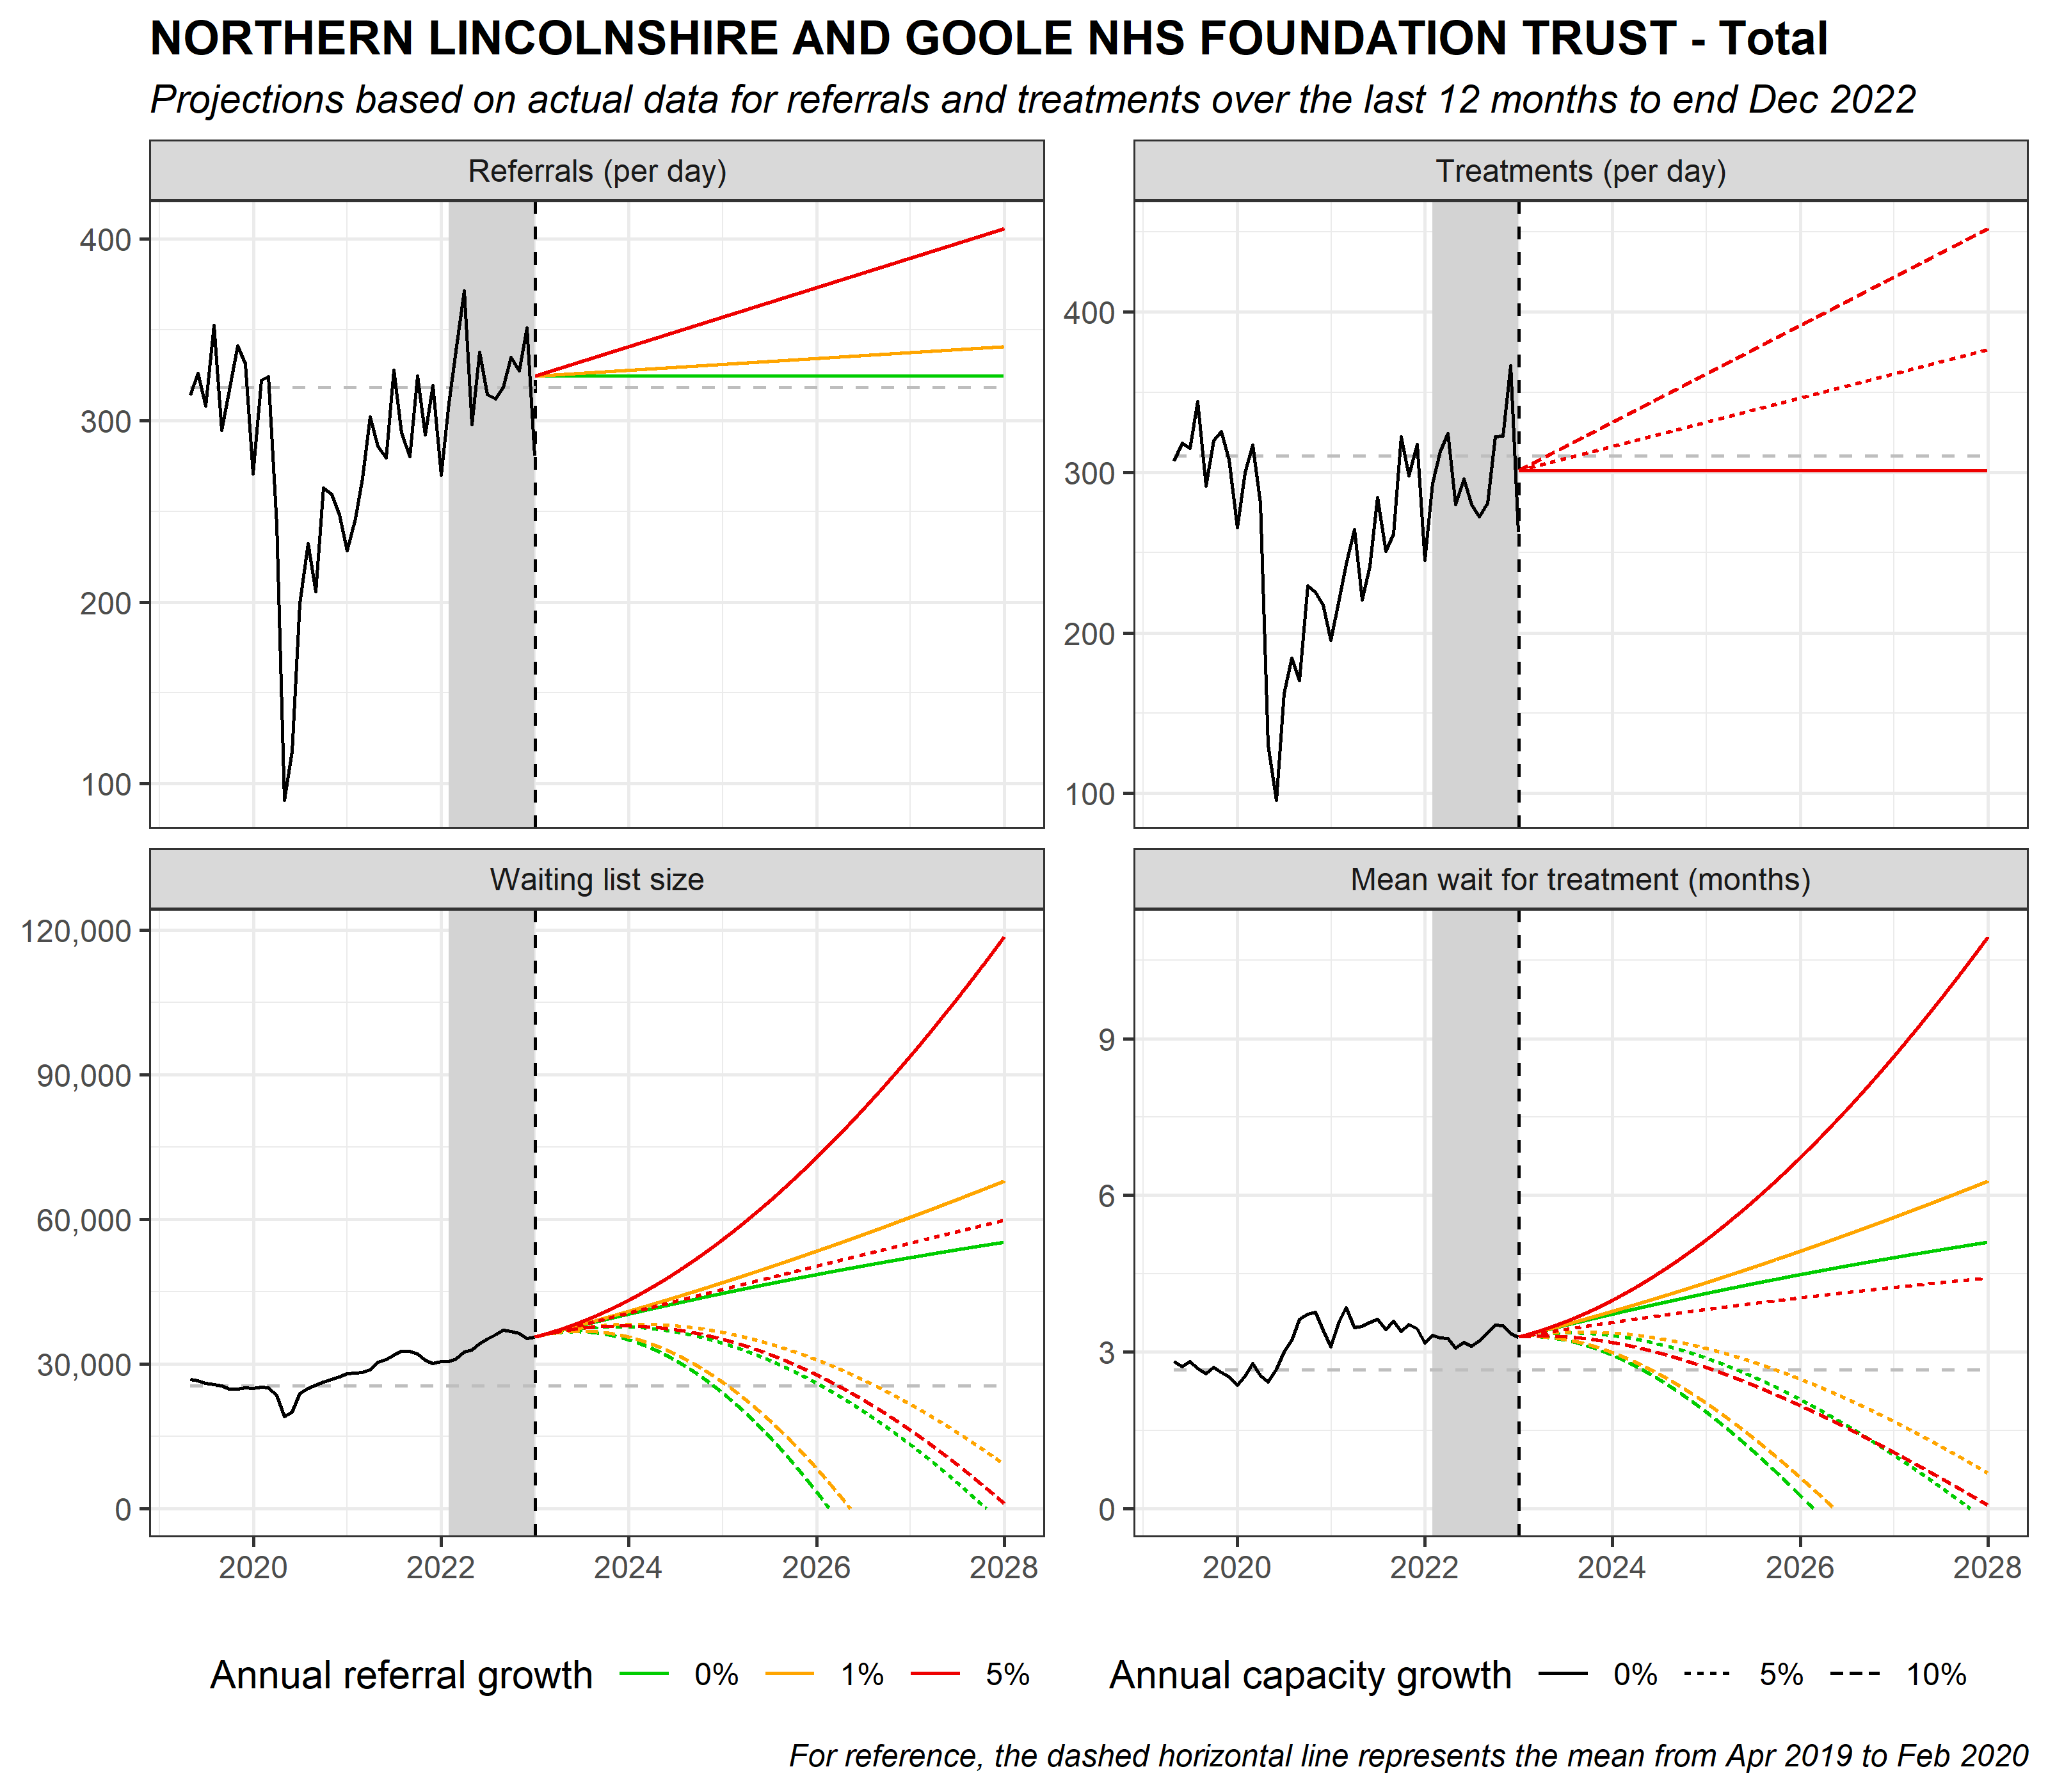 NORTHERN LINCOLNSHIRE AND GOOLE NHS FOUNDATION TRUST - Total
Projections based on actual data for referrals and treatments over the last 12 months to end Dec 2022
Referrals (per day)
400
300
200
100
Treatments (per day)
400
300
200
100
Waiting list size
120,000
90,000
60,000
30,000
0
2020 2022 2024 2026 2028
Mean wait for treatment (months)
9
6
3
0
2020 2022 2024 2026 2028
Annual referral growth 0% 1% 5%
Annual capacity growth 0% 5% 10%
For reference, the dashed horizontal line represents the mean from Apr 2019 to Feb 2020